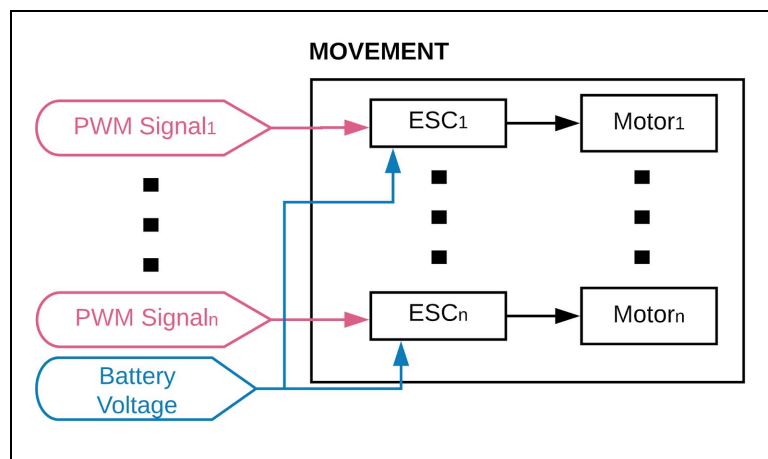 MOVEMENT
PWM Signal1
ESC1
Motor1
PWM Signaln
ESCn
Motorn
Battery
Voltage